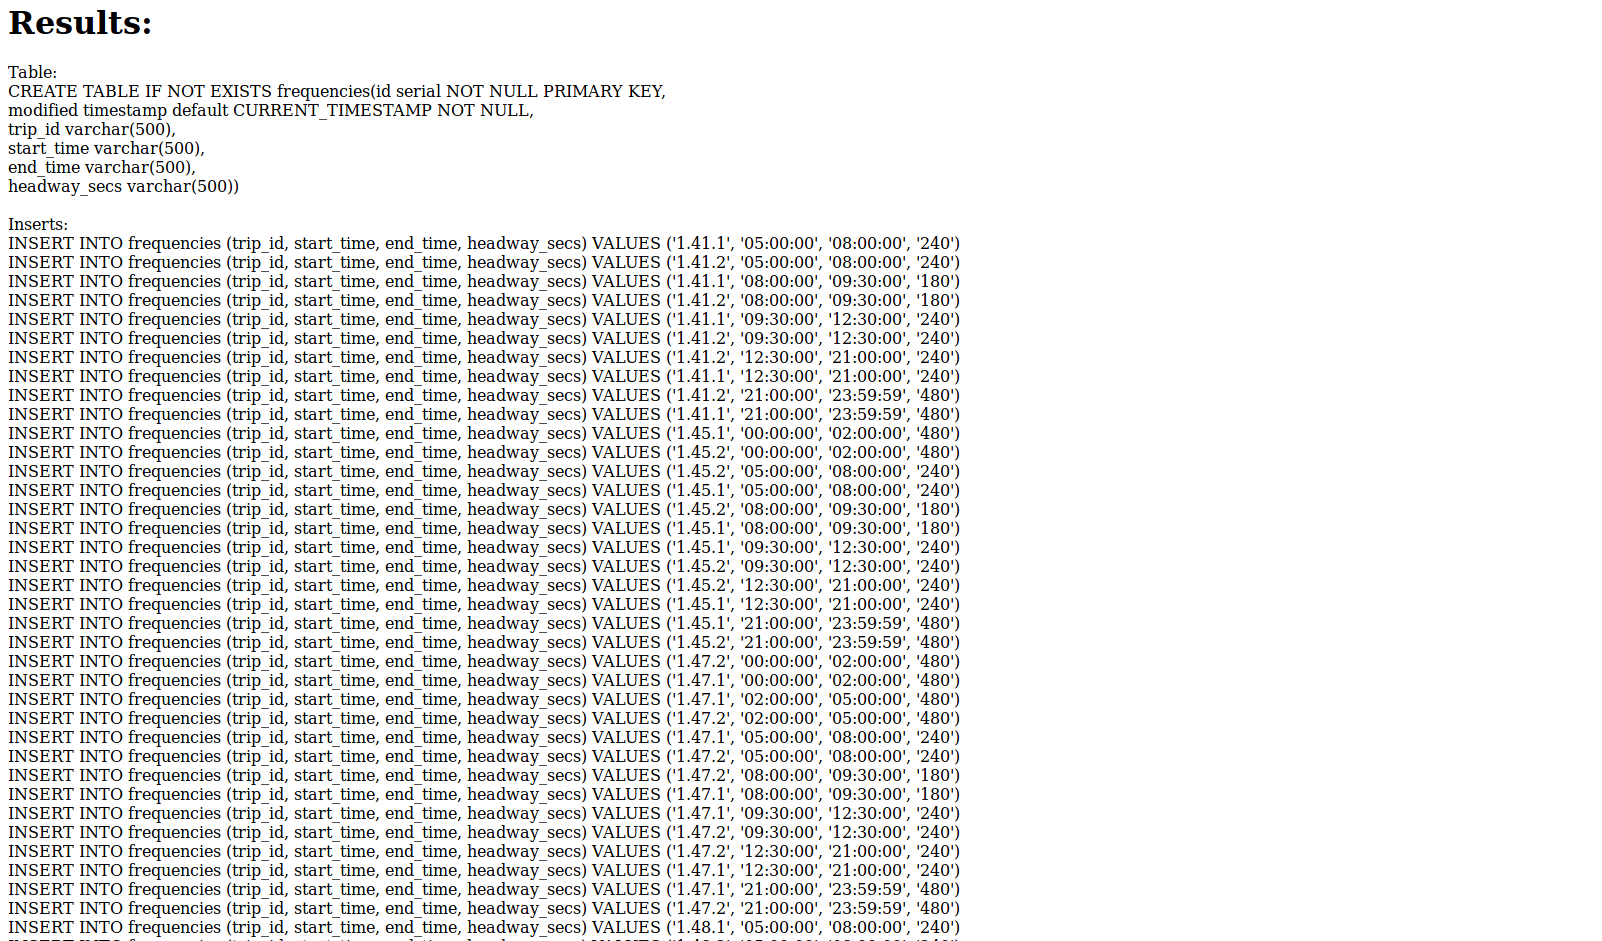 Results:
Table:
CREATE TABLE IF NOT EXISTS frequencies(id serial NOT NULL PRIMARY KEY,
modified timestamp default CURRENT_TIMESTAMP NOT NULL,
trip_id varchar(500),
start_time varchar(500),
end_time varchar(500),
headway_secs varchar(500))
Inserts:
INSERT INTO frequencies (trip_id, start_time, end_time, headway_secs) VALUES ('1.41.1', '05:00:00', '08:00:00', '240')
INSERT INTO frequencies (trip_id, start_time, end_time, headway_secs) VALUES ('1.41.2', '05:00:00', '08:00:00', '240')
INSERT INTO frequencies (trip_id, start_time, end_time, headway_secs) VALUES ('1.41.1', '08:00:00', '09:30:00', '180')
INSERT INTO frequencies (trip_id, start_time, end_time, headway_secs) VALUES ('1.41.2', '08:00:00', '09:30:00', '180')
INSERT INTO frequencies (trip_id, start_time, end_time, headway_secs) VALUES ('1.41.1', '09:30:00', '12:30:00', '240')
INSERT INTO frequencies (trip_id, start_time, end_time, headway_secs) VALUES ('1.41.2', '09:30:00', '12:30:00', '240')
INSERT INTO frequencies (trip_id, start_time, end_time, headway_secs) VALUES ('1.41.2', '12:30:00', '21:00:00', '240')
INSERT INTO frequencies (trip_id, start_time, end_time, headway_secs) VALUES ('1.41.1', '12:30:00', '21:00:00', '240')
INSERT INTO frequencies (trip_id, start_time, end_time, headway_secs) VALUES ('1.41.2', '21:00:00', '23:59:59', '480')
INSERT INTO frequencies (trip_id, start_time, end_time, headway_secs) VALUES ('1.41.1', '21:00:00', '23:59:59', '480')
INSERT INTO frequencies (trip_id, start_time, end_time, headway_secs) VALUES ('1.45.1', '00:00:00', '02:00:00', '480')
INSERT INTO frequencies (trip_id, start_time, end_time, headway_secs) VALUES ('1.45.2', '00:00:00', '02:00:00', '480')
INSERT INTO frequencies (trip_id, start_time, end_time, headway_secs) VALUES ('1.45.2', '05:00:00', '08:00:00', '240')
INSERT INTO frequencies (trip_id, start_time, end_time, headway_secs) VALUES ('1.45.1', '05:00:00', '08:00:00', '240')
INSERT INTO frequencies (trip_id, start_time, end_time, headway_secs) VALUES ('1.45.2', '08:00:00', '09:30:00', '180')
INSERT INTO frequencies (trip_id, start_time, end_time, headway_secs) VALUES ('1.45.1', '08:00:00', '09:30:00', '180')
INSERT INTO frequencies (trip_id, start_time, end_time, headway_secs) VALUES ('1.45.1', '09:30:00', '12:30:00', '240')
INSERT INTO frequencies (trip_id, start_time, end_time, headway_secs) VALUES ('1.45.2', '09:30:00', '12:30:00', '240')
INSERT INTO frequencies (trip_id, start_time, end_time, headway_secs) VALUES ('1.45.2', '12:30:00', '21:00:00', '240')
INSERT INTO frequencies (trip_id, start_time, end_time, headway_secs) VALUES ('1.45.1', '12:30:00', '21:00:00', '240')
INSERT INTO frequencies (trip_id, start_time, end_time, headway_secs) VALUES ('1.45.1', '21:00:00', '23:59:59', '480')
INSERT INTO frequencies (trip_id, start_time, end_time, headway_secs) VALUES ('1.45.2', '21:00:00', '23:59:59', '480')
INSERT INTO frequencies (trip_id, start_time, end_time, headway_secs) VALUES ('1.47.2', '00:00:00', '02:00:00', '480')
INSERT INTO frequencies (trip_id, start_time, end_time, headway_secs) VALUES ('1.47.1', '00:00:00', '02:00:00', '480')
INSERT INTO frequencies (trip_id, start_time, end_time, headway_secs) VALUES ('1.47.1', '02:00:00', '05:00:00', '480')
INSERT INTO frequencies (trip_id, start_time, end_time, headway_secs) VALUES ('1.47.2', '02:00:00', '05:00:00', '480')
INSERT INTO frequencies (trip_id, start_time, end_time, headway_secs) VALUES ('1.47.1', '05:00:00', '08:00:00', '240')
INSERT INTO frequencies (trip_id, start_time, end_time, headway_secs) VALUES ('1.47.2', '05:00:00', '08:00:00', '240')
INSERT INTO frequencies (trip_id, start_time, end_time, headway_secs) VALUES ('1.47.2', '08:00:00', '09:30:00', '180')
INSERT INTO frequencies (trip_id, start_time, end_time, headway_secs) VALUES ('1.47.1', '08:00:00', '09:30:00', '180')
INSERT INTO frequencies (trip_id, start_time, end_time, headway_secs) VALUES ('1.47.1', '09:30:00', '12:30:00', '240')
INSERT INTO frequencies (trip_id, start_time, end_time, headway_secs) VALUES ('1.47.2', '09:30:00', '12:30:00', '240')
INSERT INTO frequencies (trip_id, start_time, end_time, headway_secs) VALUES ('1.47.2', '12:30:00', '21:00:00', '240')
INSERT INTO frequencies (trip_id, start_time, end_time, headway_secs) VALUES ('1.47.1', '12:30:00', '21:00:00', '240')
INSERT INTO frequencies (trip_id, start_time, end_time, headway_secs) VALUES ('1.47.1', '21:00:00', '23:59:59', '480')
INSERT INTO frequencies (trip_id, start_time, end_time, headway_secs) VALUES ('1.47.2', '21:00:00', '23:59:59', '480')
INSERT INTO frequencies (trip_id, start_time, end_time, headway_secs) VALUES ('1.48.1', '05:00:00', '08:00:00', '240')